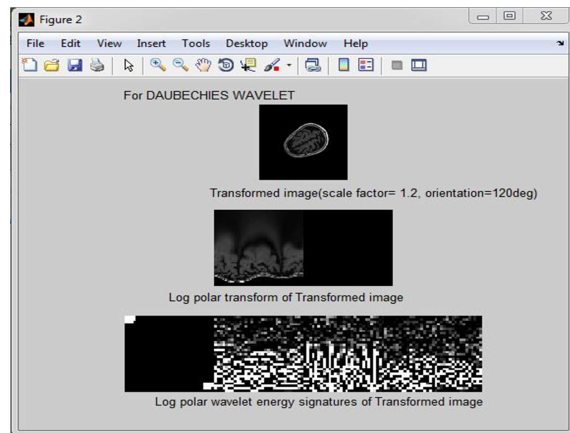 Figure 2
File Edit View Insert Tools Desktop Window Help
For DAUBECHIES WAVELET
Transformed image(scale factor= 1.2, orientation=120deg)
Log polar transform of Transformed image
Log polar wavelet energy signatures of Transformed image